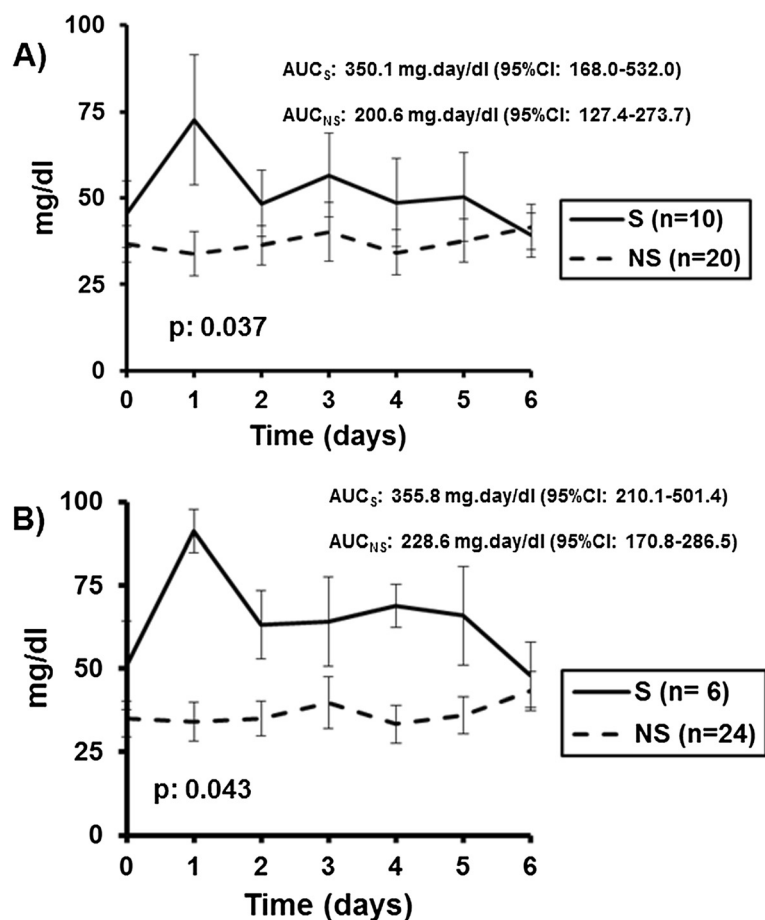 A)
100
75
50
25
0
mg/dl
AUCS: 350.1 mg.day/dl (95%CI: 168.0-532.0)
AUCNS: 200.6 mg.day/dl (95%CI: 127.4-273.7)
S (n=10)
NS (n=20)
p: 0.037
0 1 2 3 4 5 6
Time (days)
B)
100
75
50
25
0
mg/dl
AUCS: 355.8 mg.day/dl (95%CI: 210.1-501.4)
AUCNS: 228.6 mg.day/dl (95%CI: 170.8-286.5)
S (n= 6)
NS (n=24)
p: 0.043
0 1 2 3 4 5 6
Time (days)